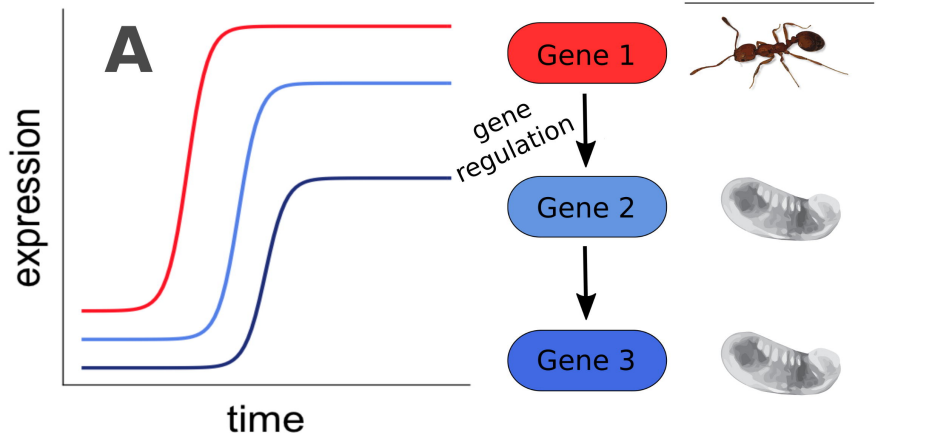 A
expression
time
Gene 1
gene
regulation
Gene 2
Gene 3